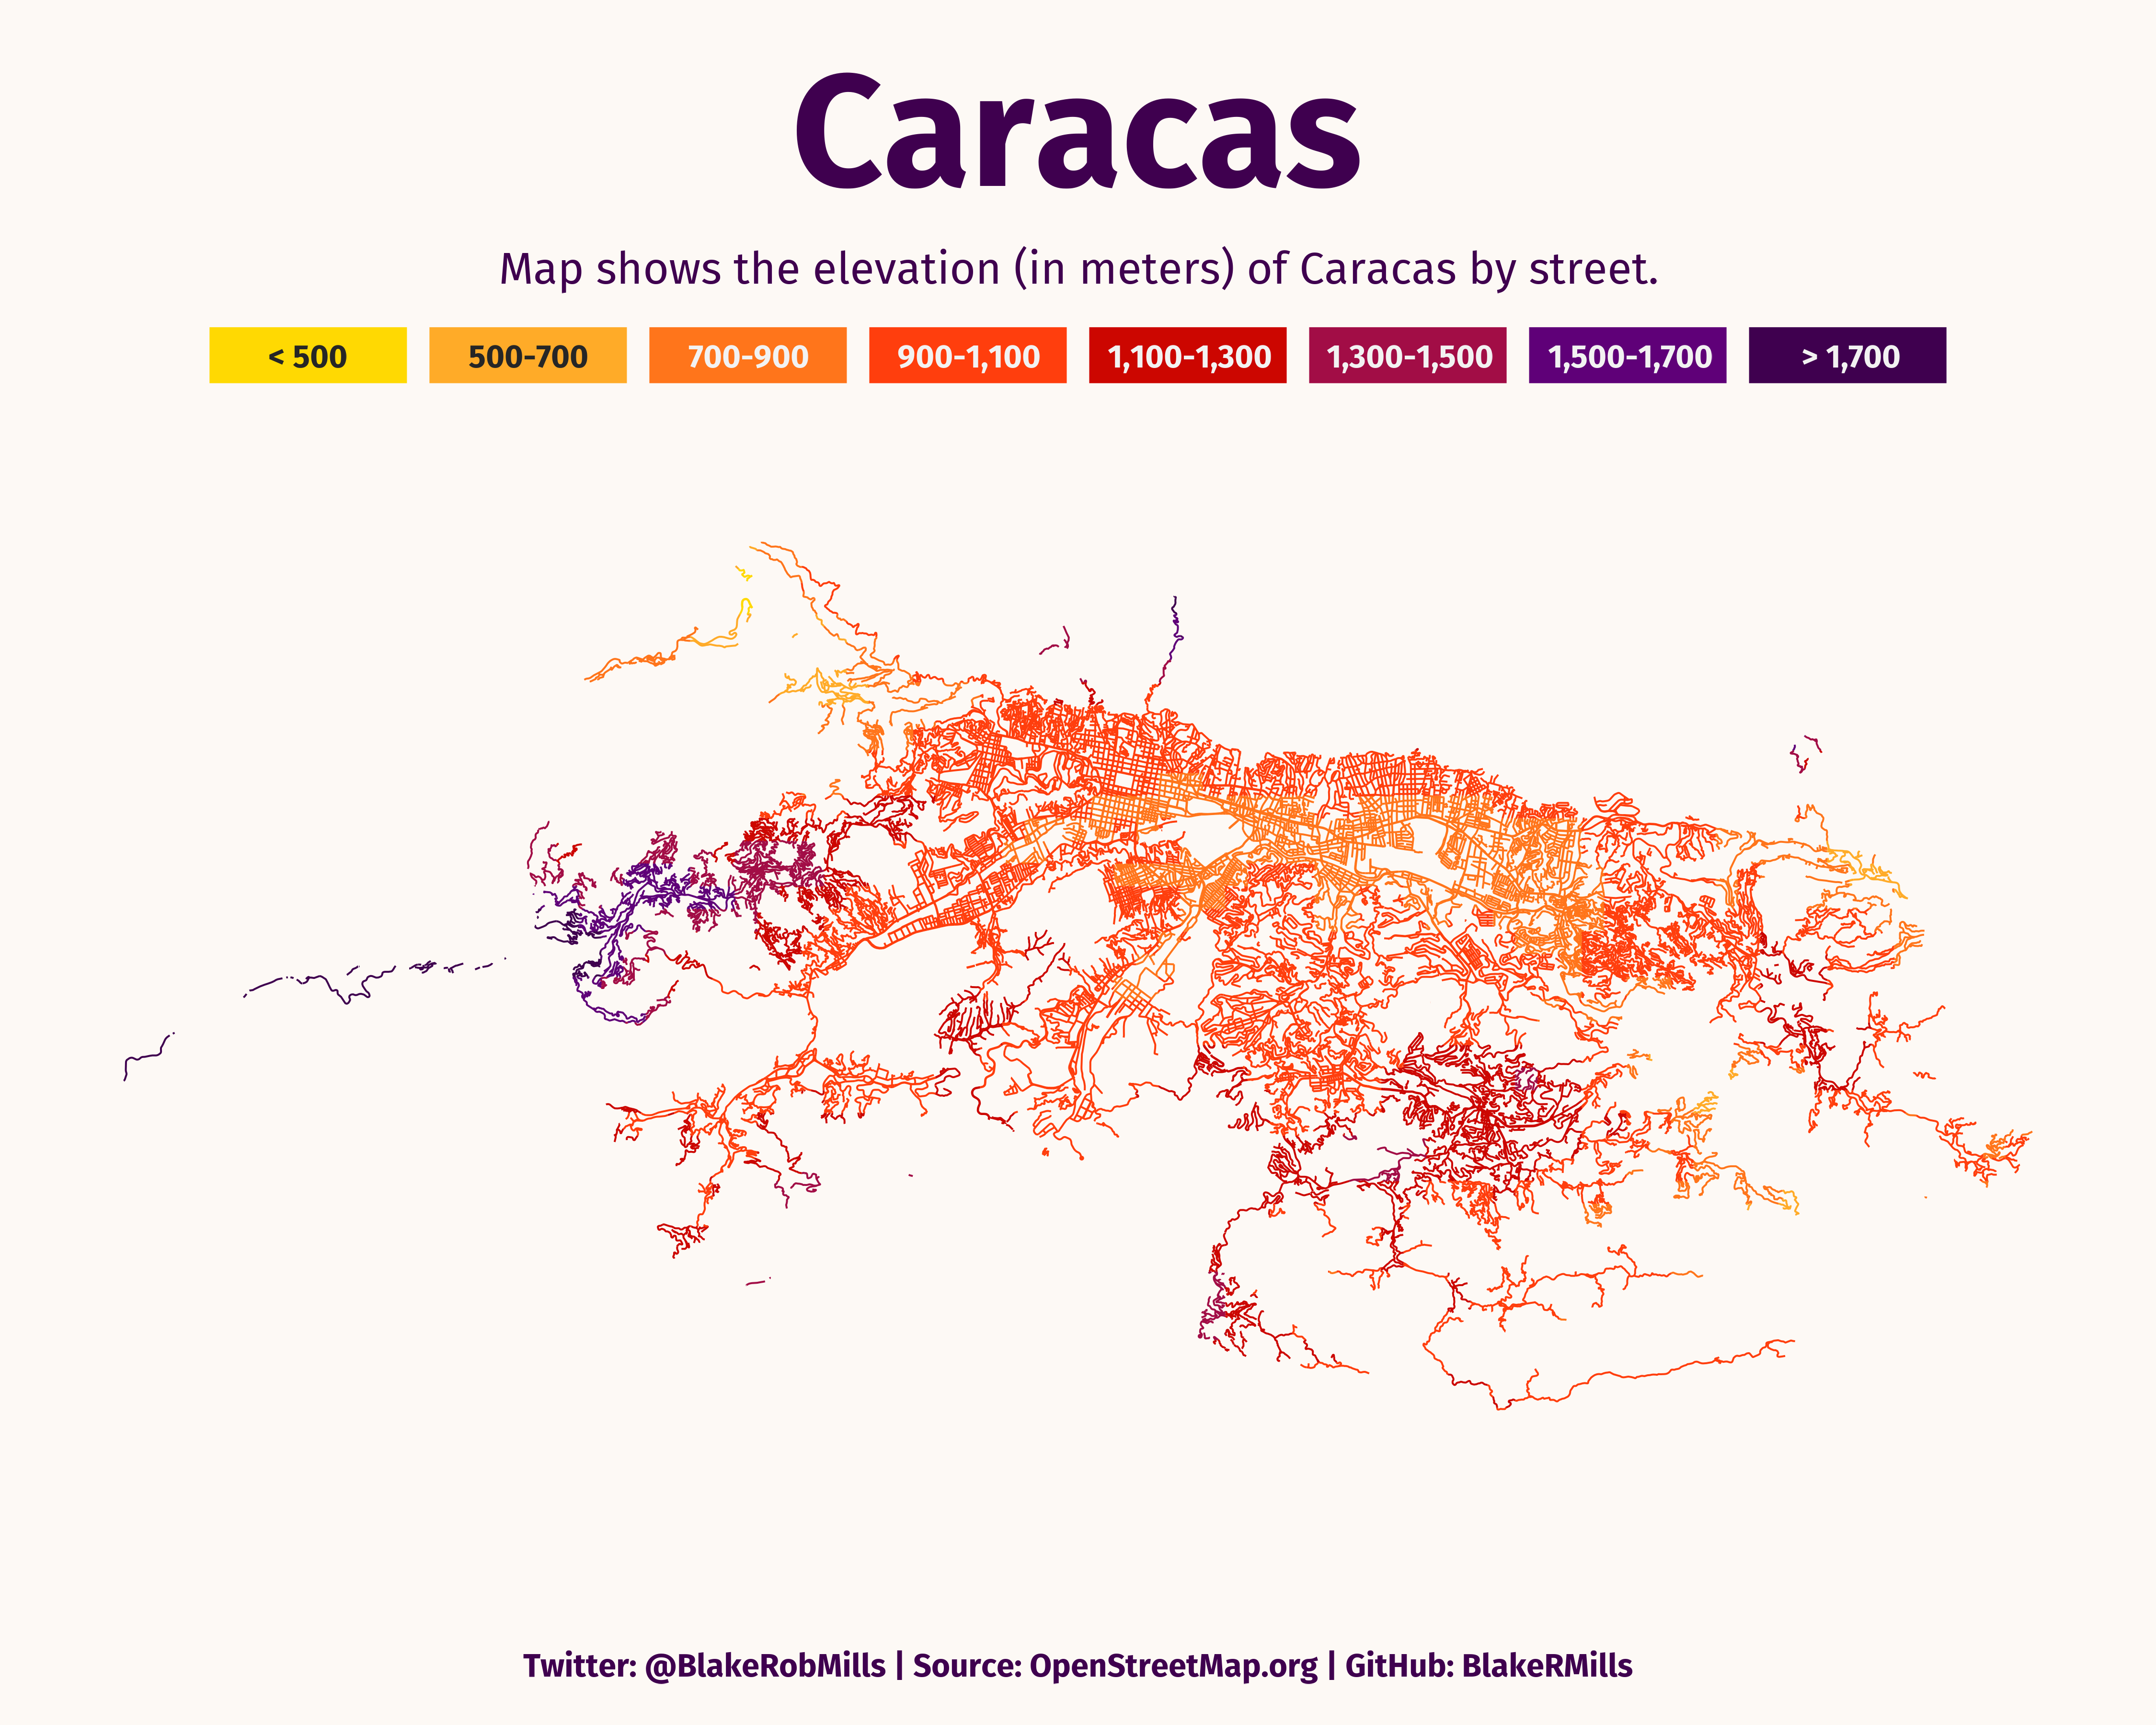 Caracas
Map shows the elevation (in meters) of Caracas by street.
< 500 500-700 700-900 900-1,100 1,100-1,300 1,300-1,500 1,500-1,700 > 1,700
Twitter: @BlakeRobMills | Source: OpenStreetMap.org | GitHub: BlakeRMills